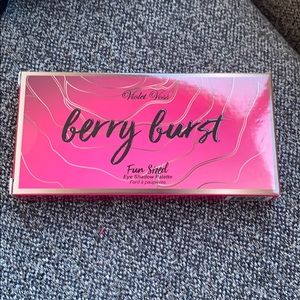 Violet Voss
berry burst
Fun Sized
Eye Shadow Palette
Fard à paupières